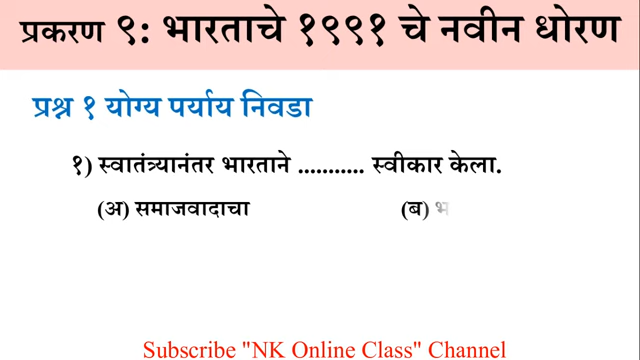 प्रकरण ९: भारताचे १९९१ चे नवीन धोरण
प्रश्न १ योग्य पर्याय निवडा
१) स्वातंत्र्यानंतर भारताने ........... स्वीकार केला.
(अ) समाजवादाचा (ब) भ
Subscribe "NK Online Class" Channel